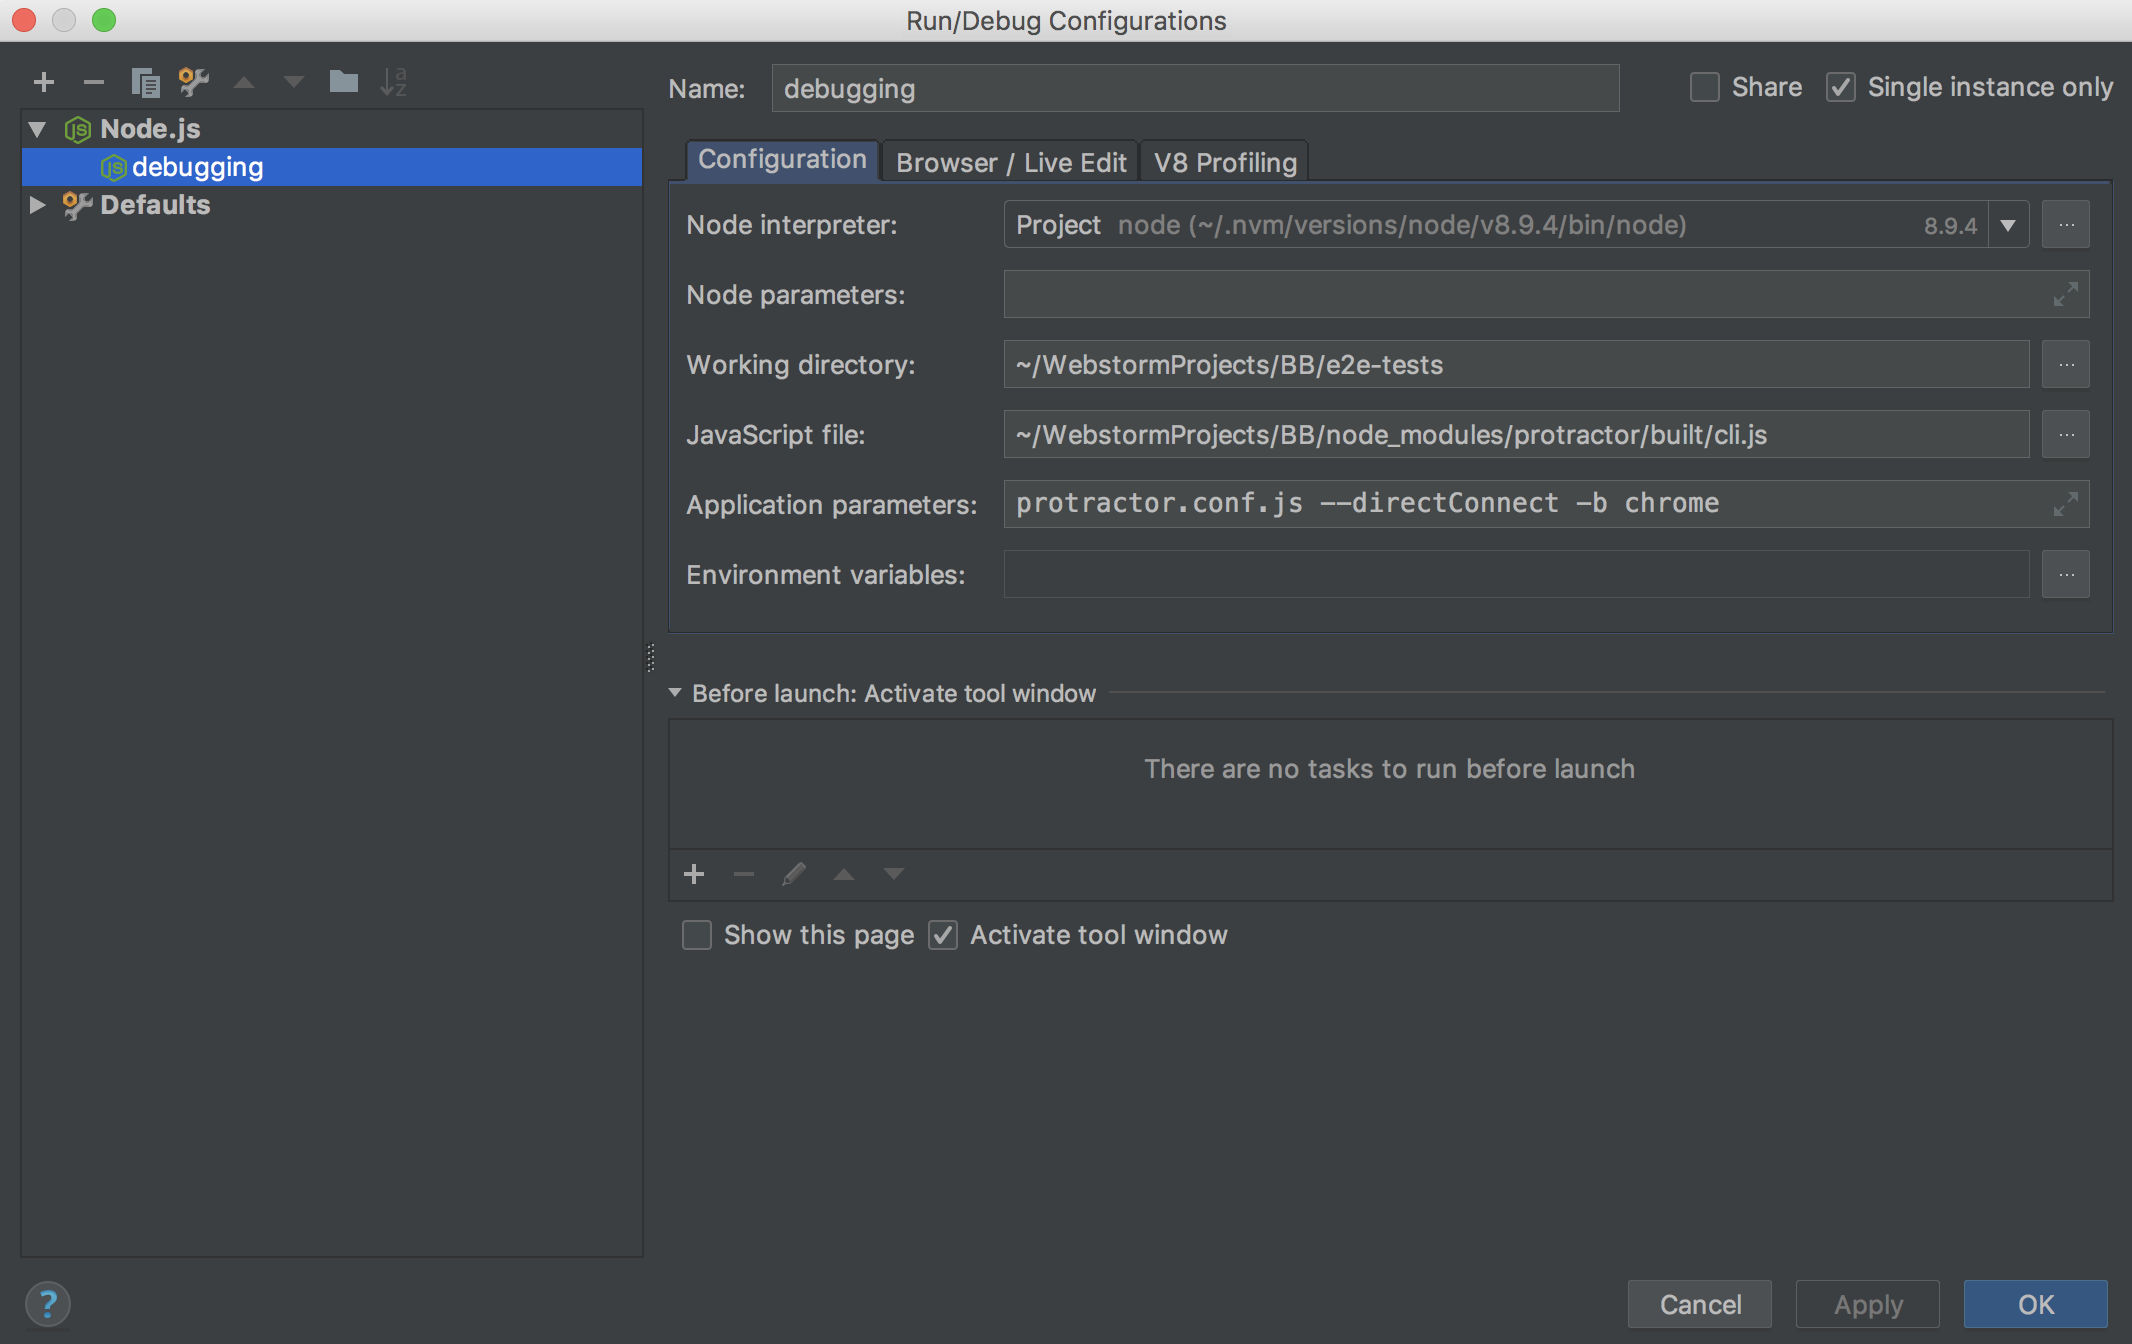 Run/Debug Configurations
Node.js
debugging
Defaults
Name: debugging
Share
Single instance only
Configuration
Browser / Live Edit
V8 Profiling
Node interpreter: Project node (~/.nvm/versions/node/v8.9.4/bin/node) 8.9.4
Node parameters:
Working directory: ~/WebstormProjects/BB/e2e-tests
JavaScript file: ~/WebstormProjects/BB/node_modules/protractor/built/cli.js
Application parameters: protractor.conf.js --directConnect -b chrome
Environment variables:
Before launch: Activate tool window
There are no tasks to run before launch
Show this page
Activate tool window
?
Cancel
Apply
OK